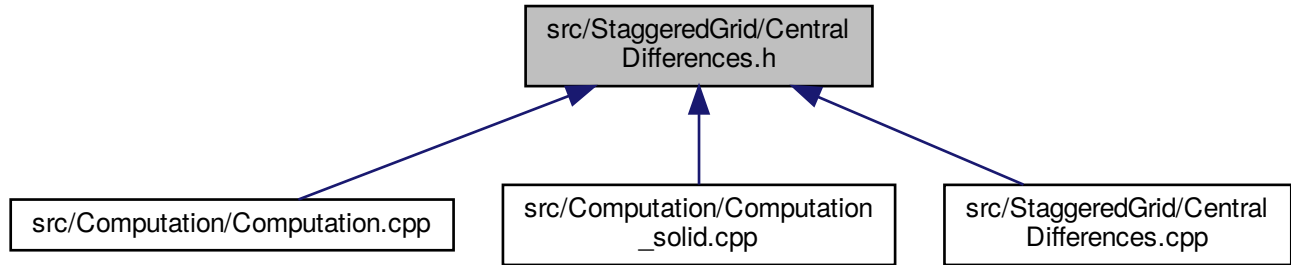 src/StaggeredGrid/Central
Differences.h
src/Computation/Computation.cpp
src/Computation/Computation
_solid.cpp
src/StaggeredGrid/Central
Differences.cpp